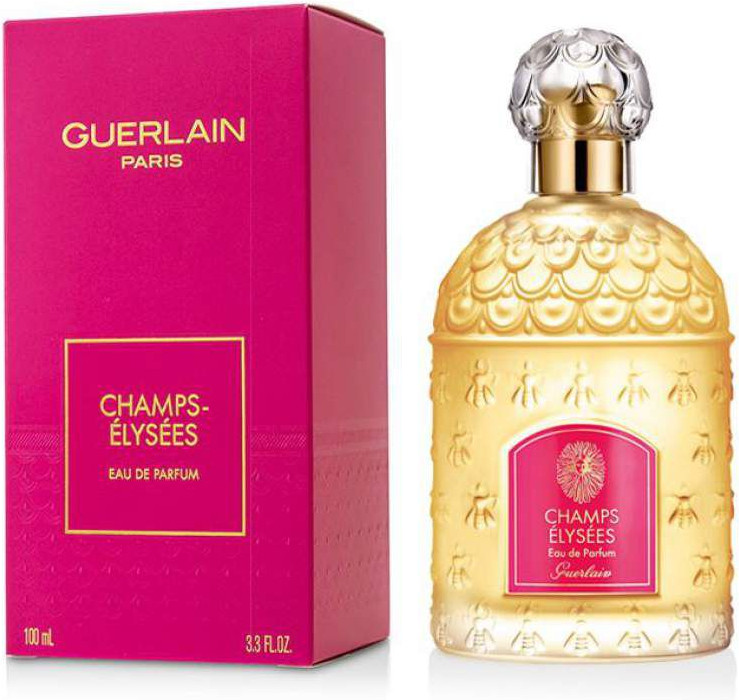 GUERLAIN
PARIS
CHAMPS-
ÉLYSÉES
EAU DE PARFUM
100 mL
3.3 FL.OZ.
CHAMPS
ÉLYSÉES
Eau de Parfum
Guerlain